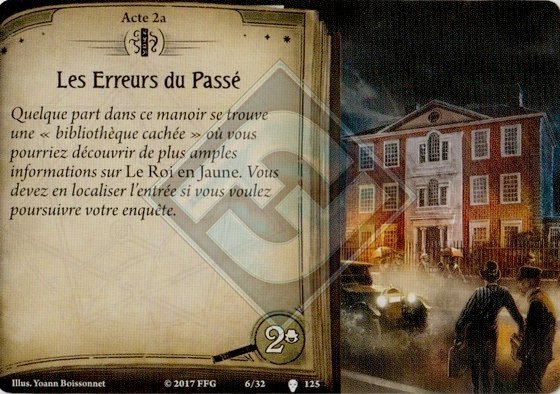 Acte 2a
Les Erreurs du Passé
Quelque part dans ce manoir se trouve
une « bibliothèque cachée » où vous
pourriez découvrir de plus amples
informations sur Le Roi en Jaune. Vous
devez en localiser l'entrée si vous voulez
poursuivre votre enquête.
2
Illus. Yoann Boissonnet © 2017 FFG 6/32 125